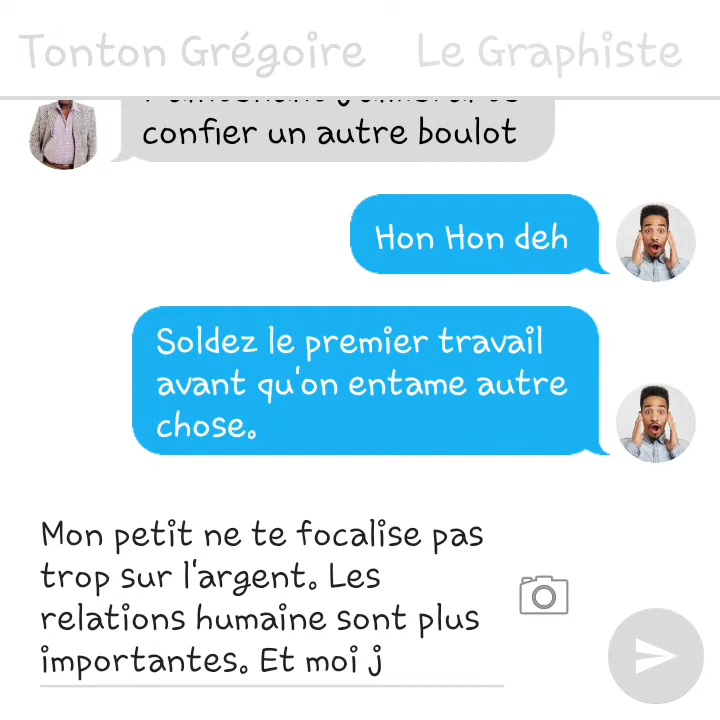 Tonton Grégoire Le Graphiste
confier un autre boulot
Hon Hon deh
Soldez le premier travail
avant qu'on entame autre
chose.
Mon petit ne te focalise pas
trop sur l'argent. Les
relations humaine sont plus
importantes. Et moi j